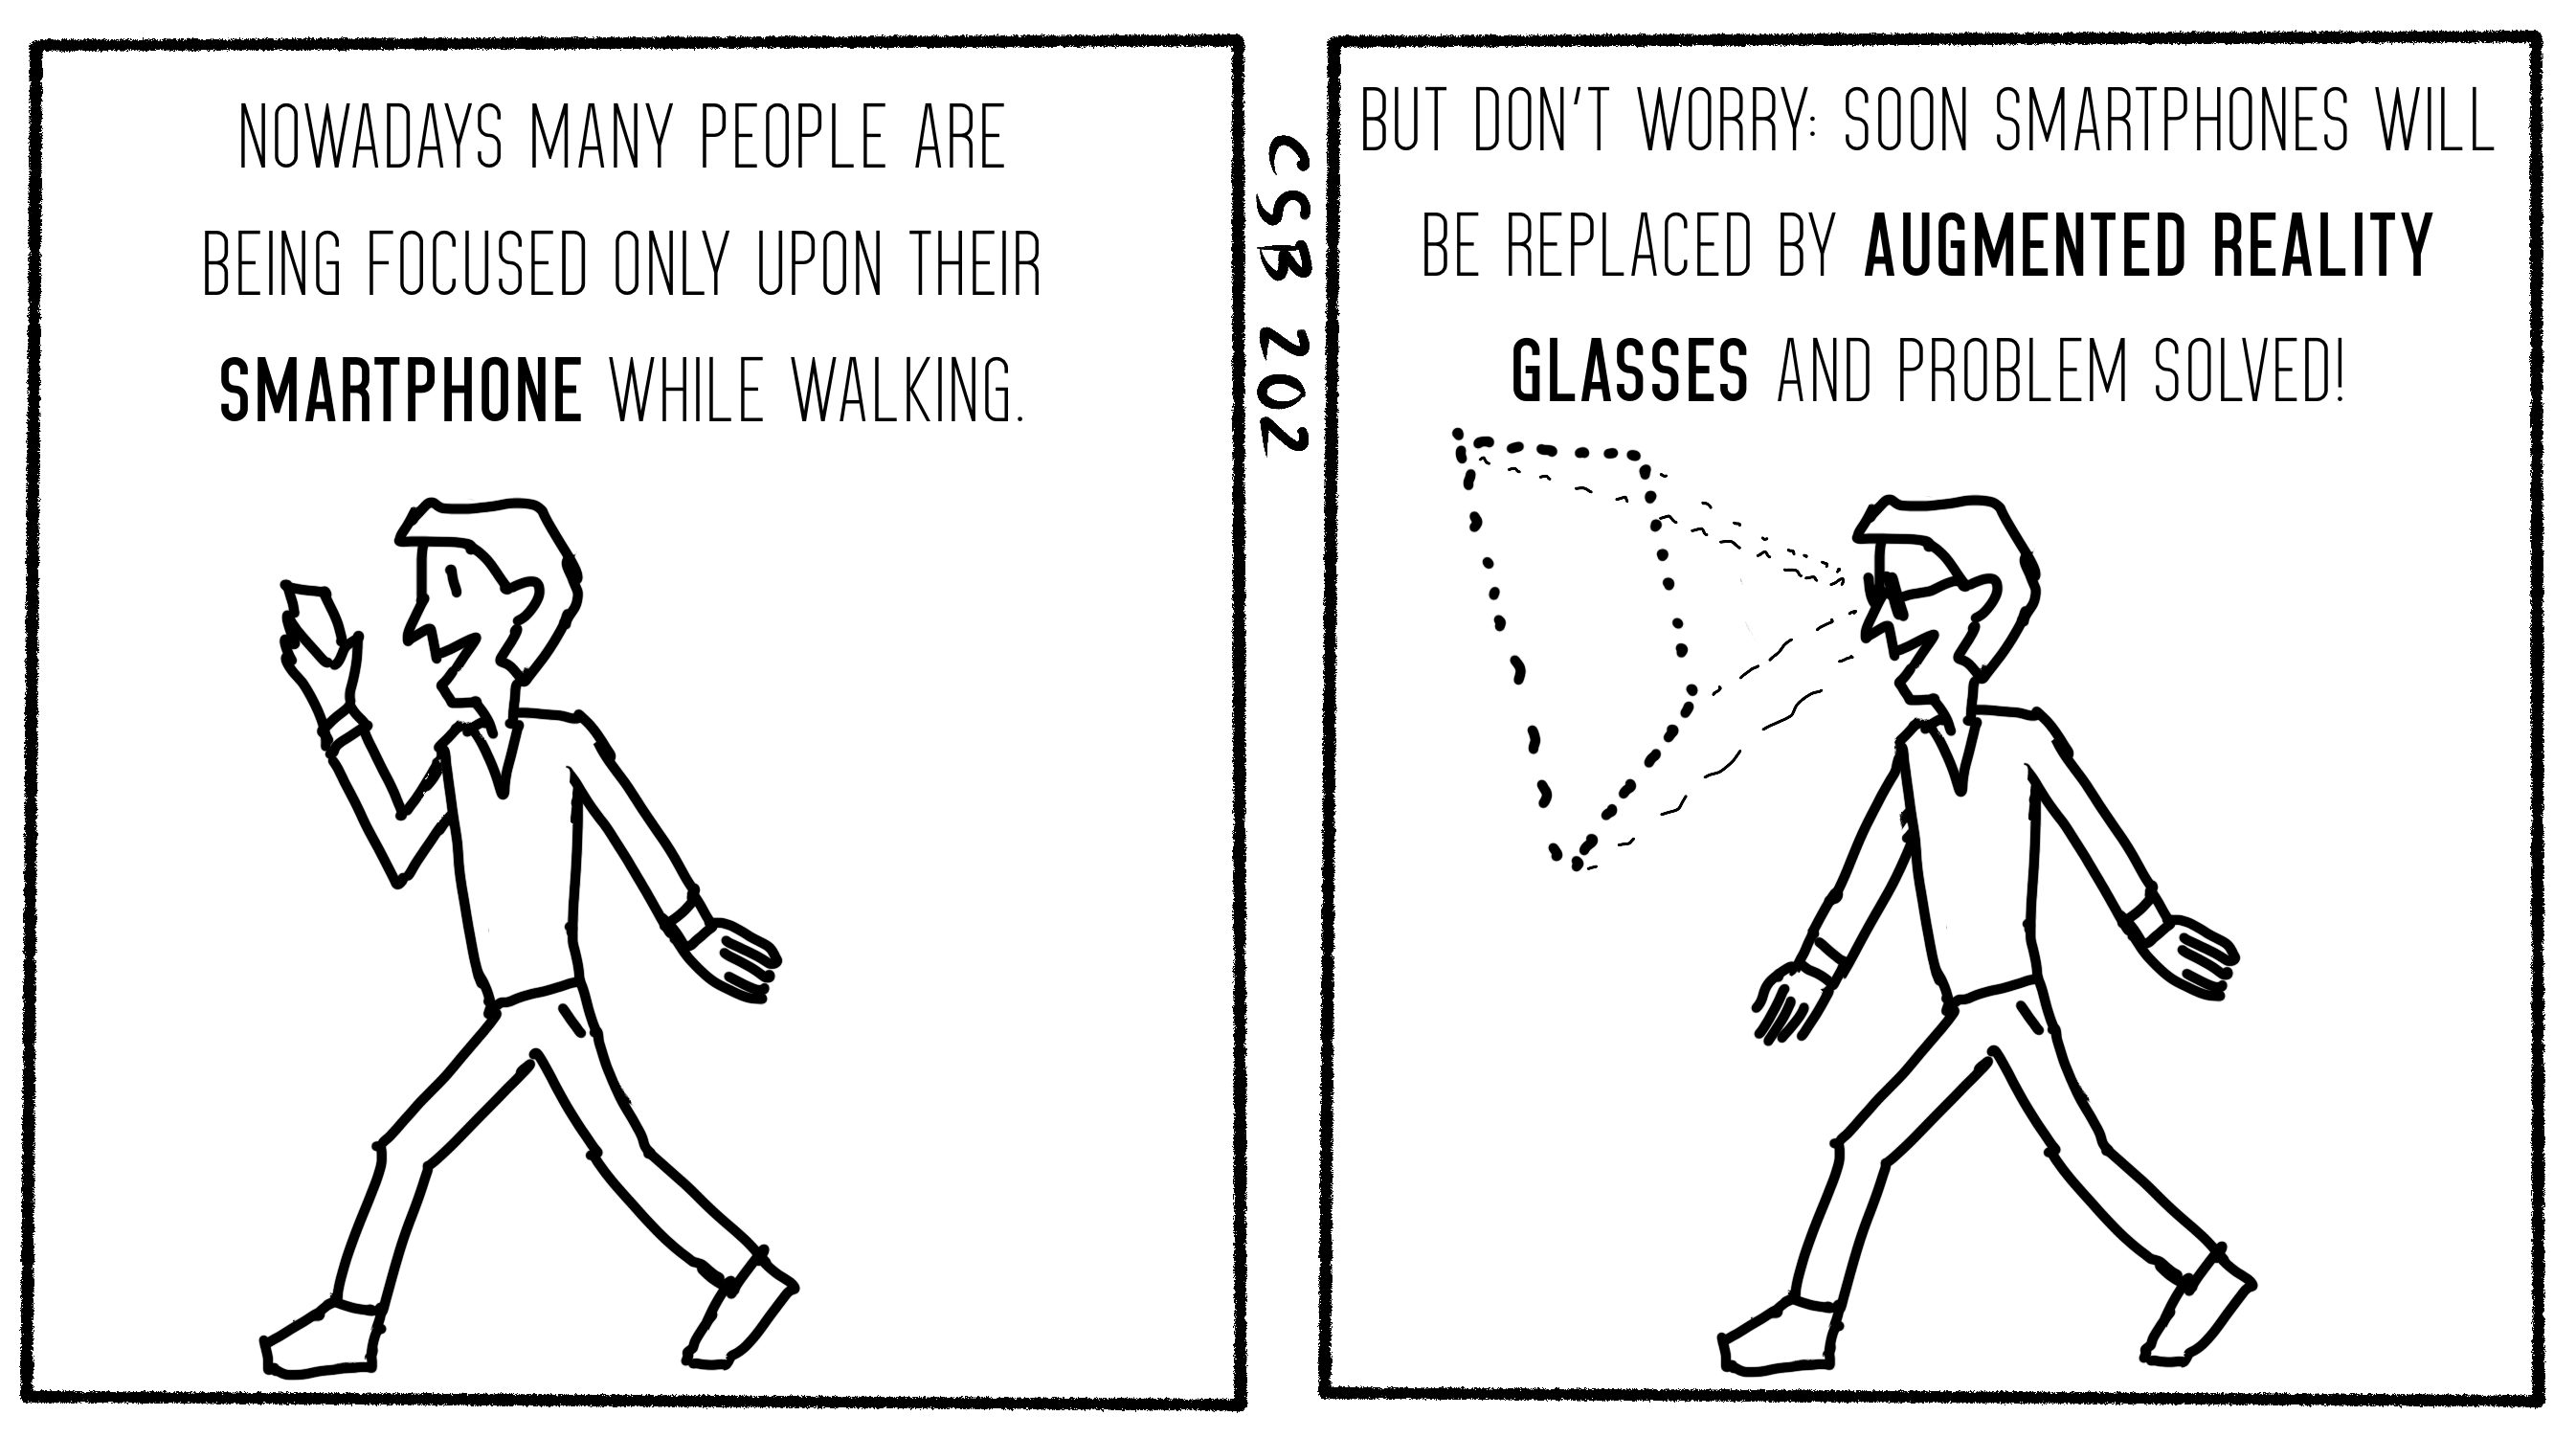 NOWADAYS MANY PEOPLE ARE
BEING FOCUSED ONLY UPON THEIR
SMARTPHONE WHILE WALKING.
CSB 202
BUT DON'T WORRY: SOON SMARTPHONES WILL
BE REPLACED BY AUGMENTED REALITY
GLASSES AND PROBLEM SOLVED!